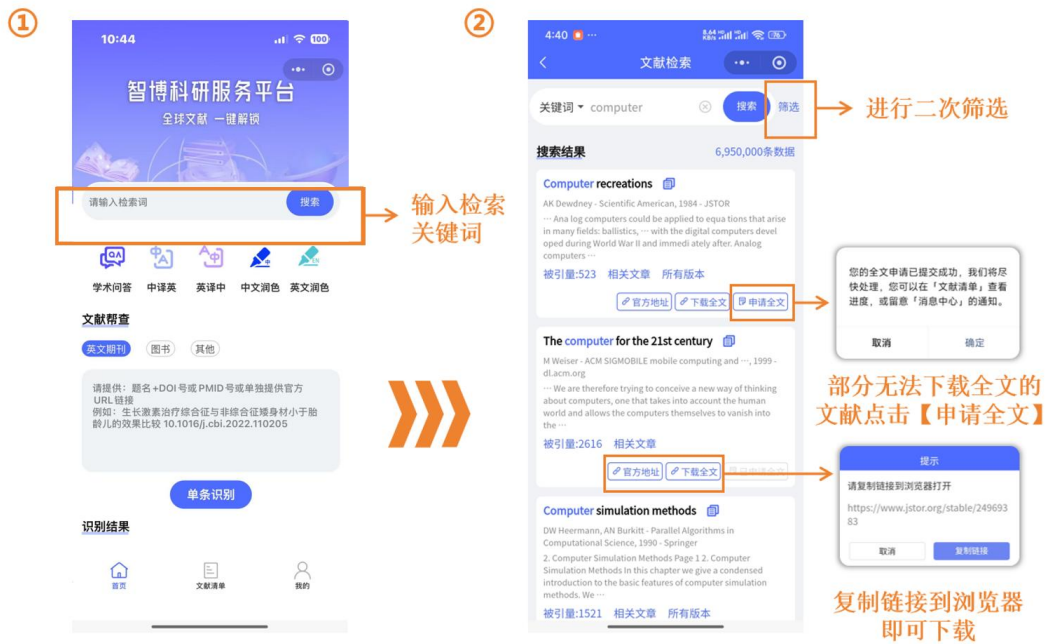 ①
10:44
100
智博科研服务平台
全球文献 一键解锁
请输入检索词
搜索
输入检索
关键词
学术问答 中译英 英译中 中文润色 英文润色
文献帮查
英文期刊 图书 其他
请提供：题名+DOI号或PMID号或单独提供官方
URL链接
例如：生长激素治疗综合征与非综合征矮身材小于胎
龄儿的效果比较 10.1016/j.cbi.2022.110205
单条识别
识别结果
首页 文献清单 我的
②
4:40
8.64 KB/s
76
文献检索
关键词 computer
搜索
筛选
进行二次筛选
搜索结果
6,950,000条数据
Computer recreations
AK Dewdney - Scientific American, 1984 - JSTOR
··· Ana log computers could be applied to equa tions that arise
in many fields: ballistics, ··· with the digital computers devel
oped during World War II and immedi ately after. Analog
computers ···
被引量:523 相关文章 所有版本
官方地址 下载全文 申请全文
The computer for the 21st century
M Weiser - ACM SIGMOBILE mobile computing and ···, 1999 -
dl.acm.org
··· We are therefore trying to conceive a new way of thinking
about computers, one that takes into account the human
world and allows the computers themselves to vanish into
the ···
被引量:2616 相关文章
官方地址 下载全文 已申请全文
Computer simulation methods
DW Heermann, AN Burkitt - Parallel Algorithms in
Computational Science, 1990 - Springer
2. Computer Simulation Methods Page 1 2. Computer
Simulation Methods In this chapter we give a condensed
introduction to the basic features of computer simulation
methods. We ···
被引量:1521 相关文章 所有版本
您的全文申请已提交成功，我们将尽
快处理，您可以在「文献清单」查看
进度，或留意「消息中心」的通知。
取消 确定
部分无法下载全文的
文献点击【申请全文】
提示
请复制链接到浏览器打开
https://www.jstor.org/stable/249693
83
取消 复制链接
复制链接到浏览器
即可下载